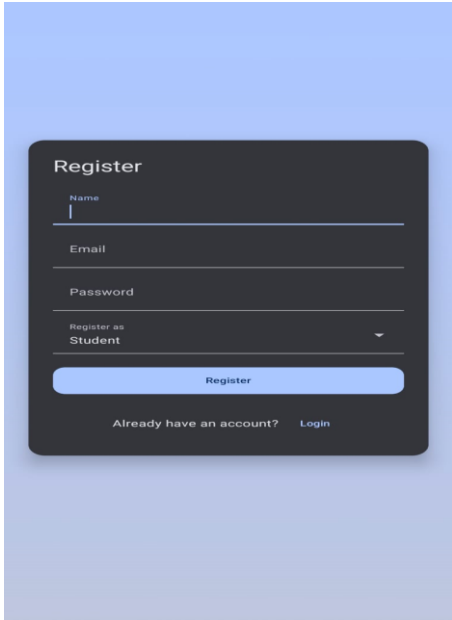 Register
Name
Email
Password
Register as
Student
Register
Already have an account? Login